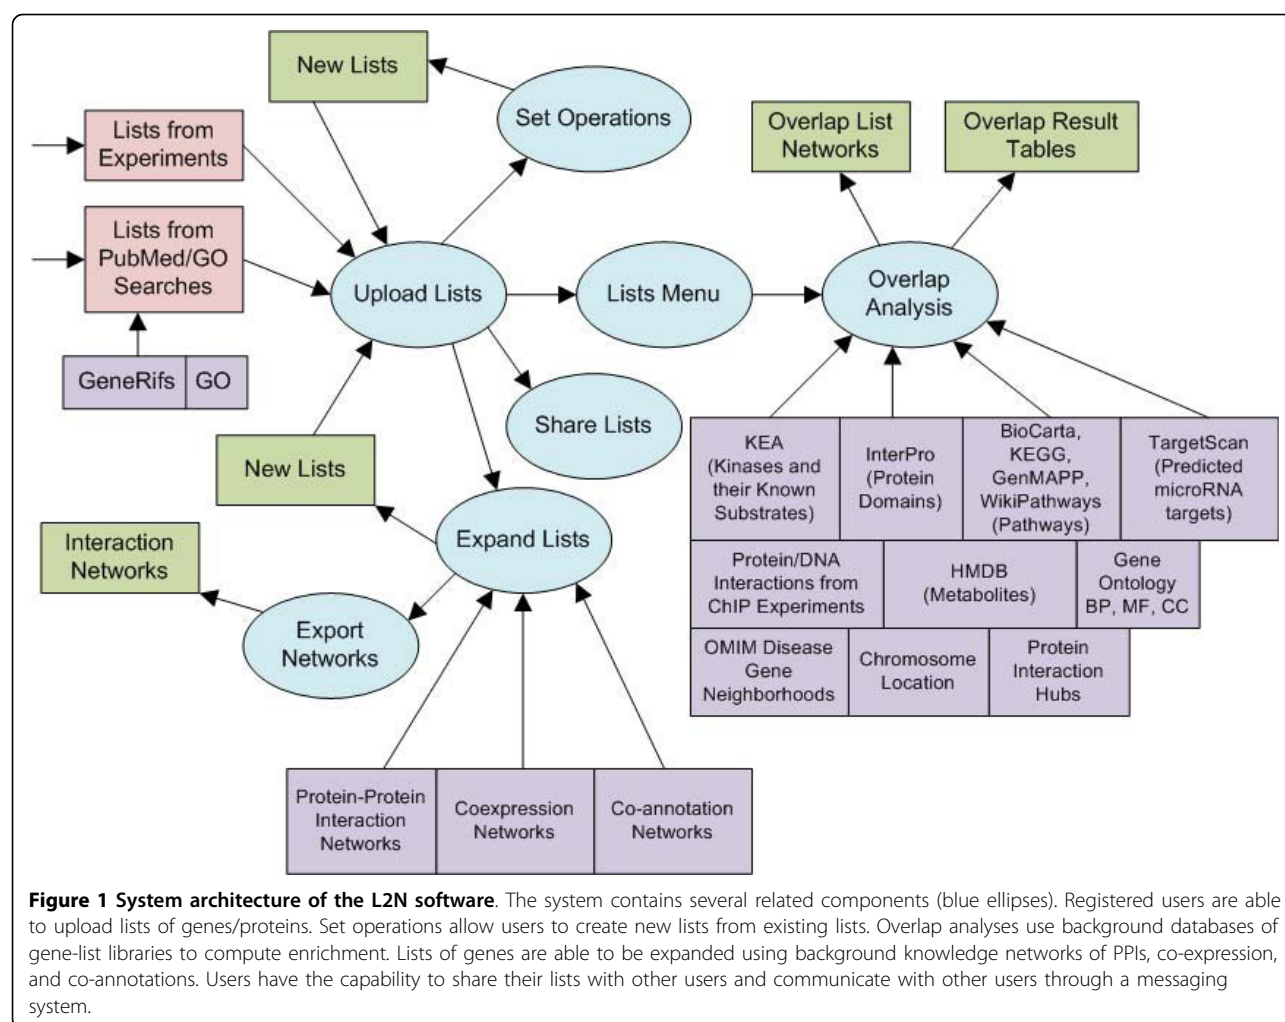 New Lists
Set Operations
Lists from
Experiments
Overlap List
Networks
Overlap Result
Tables
Lists from
PubMed/GO
Searches
Upload Lists
Lists Menu
Overlap
Analysis
GeneRifs
GO
Share Lists
New Lists
KEA
(Kinases and
their Known
Substrates)
InterPro
(Protein
Domains)
BioCarta,
KEGG,
GenMAPP,
WikiPathways
(Pathways)
TargetScan
(Predicted
microRNA
targets)
Interaction
Networks
Expand Lists
Protein/DNA
Interactions from
ChIP Experiments
HMDB
(Metabolites)
Gene
Ontology
BP, MF, CC
Export
Networks
OMIM Disease
Gene
Neighborhoods
Chromosome
Location
Protein
Interaction
Hubs
Protein-Protein
Interaction
Networks
Coexpression
Networks
Co-annotation
Networks
Figure 1 System architecture of the L2N software. The system contains several related components (blue ellipses). Registered users are able
to upload lists of genes/proteins. Set operations allow users to create new lists from existing lists. Overlap analyses use background databases of
gene-list libraries to compute enrichment. Lists of genes are able to be expanded using background knowledge networks of PPIs, co-expression,
and co-annotations. Users have the capability to share their lists with other users and communicate with other users through a messaging
system.